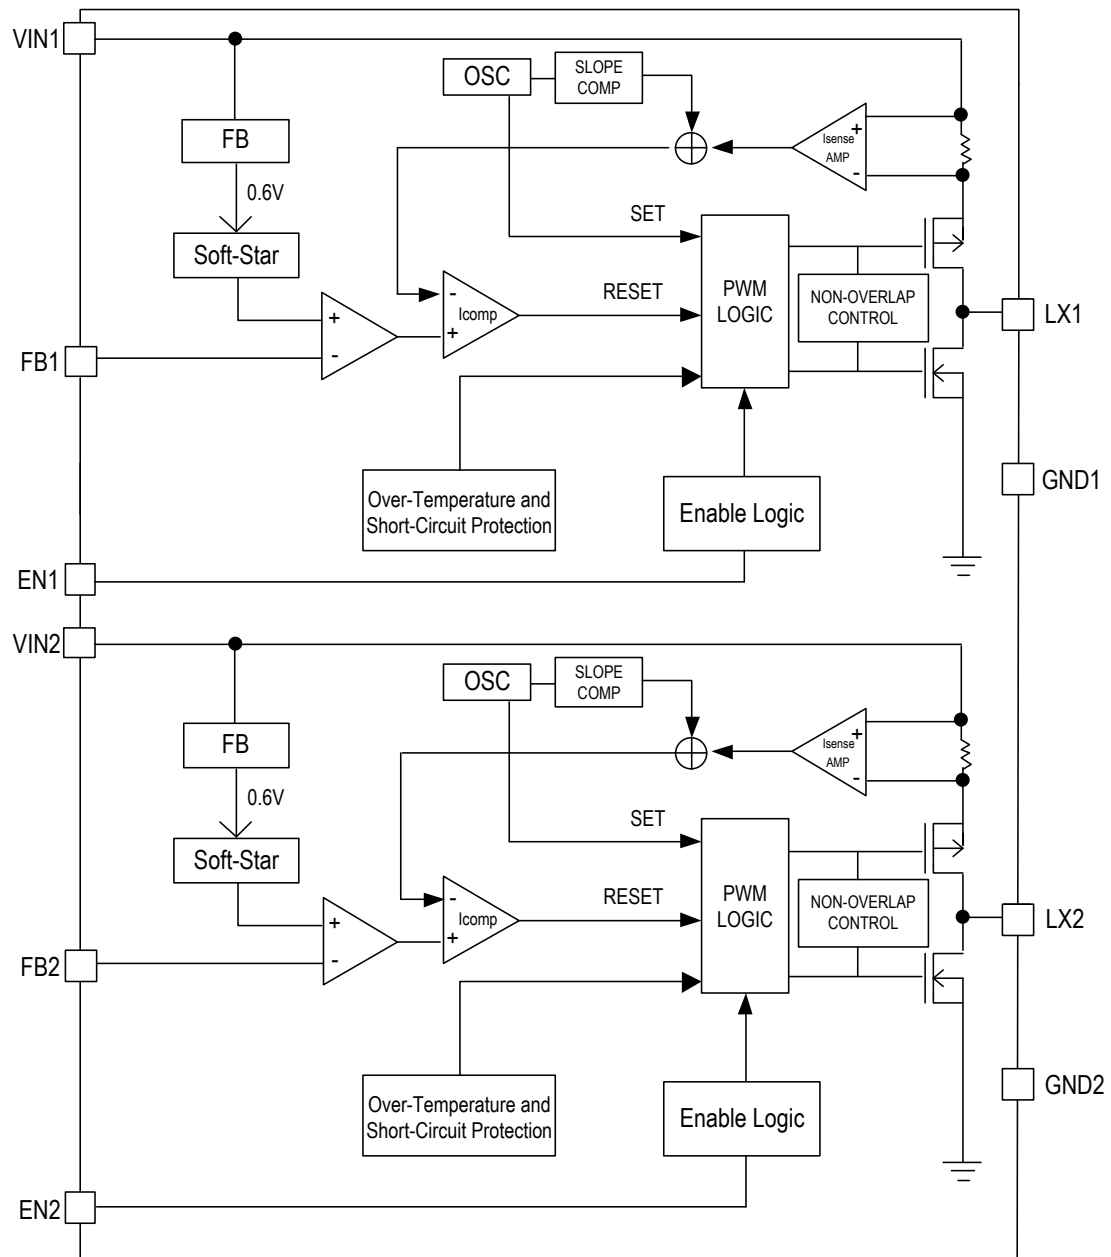 VIN1
OSC
SLOPE
COMP
FB
+
Isense
AMP
-
0.6V
SET
Soft-Star
PWM
LOGIC
NON-OVERLAP
CONTROL
-
Icomp
+
RESET
LX1
+
-
FB1
GND1
Over-Temperature and
Short-Circuit Protection
Enable Logic
EN1
VIN2
OSC
SLOPE
COMP
FB
+
Isense
AMP
-
0.6V
SET
Soft-Star
PWM
LOGIC
NON-OVERLAP
CONTROL
-
Icomp
+
RESET
LX2
+
-
FB2
GND2
Over-Temperature and
Short-Circuit Protection
Enable Logic
EN2